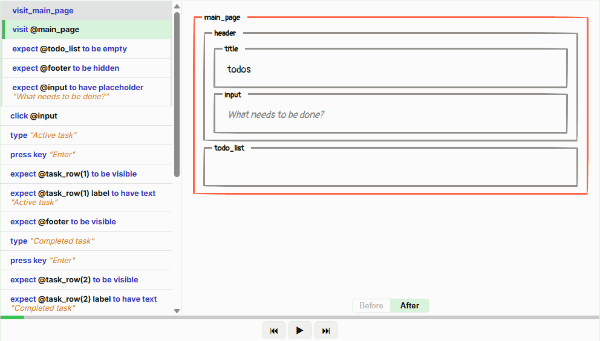 visit_main_page
visit @main_page
expect @todo_list to be empty
expect @footer to be hidden
expect @input to have placeholder
"What needs to be done?"
click @input
type "Active task"
press key "Enter"
expect @task_row(1) to be visible
expect @task_row(1) label to have text
"Active task"
expect @footer to be visible
type "Completed task"
press key "Enter"
expect @task_row(2) to be visible
expect @task_row(2) label to have text
"Completed task"
main_page
header
title
todos
input
What needs to be done?
todo_list
Before After